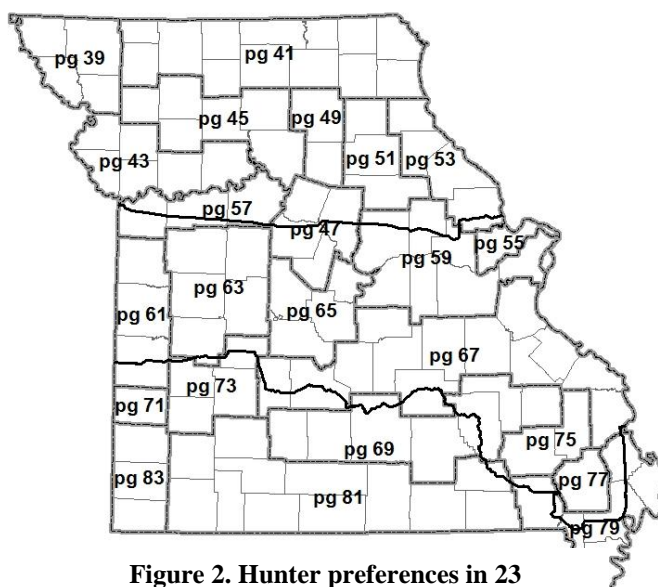 pg 39
pg 41
pg 45
pg 49
pg 43
pg 51
pg 53
pg 57
pg 47
pg 55
pg 59
pg 63
pg 61
pg 65
pg 67
pg 73
pg 71
pg 75
pg 69
pg 77
pg 83
pg 81
pg 79
Figure 2. Hunter preferences in 23